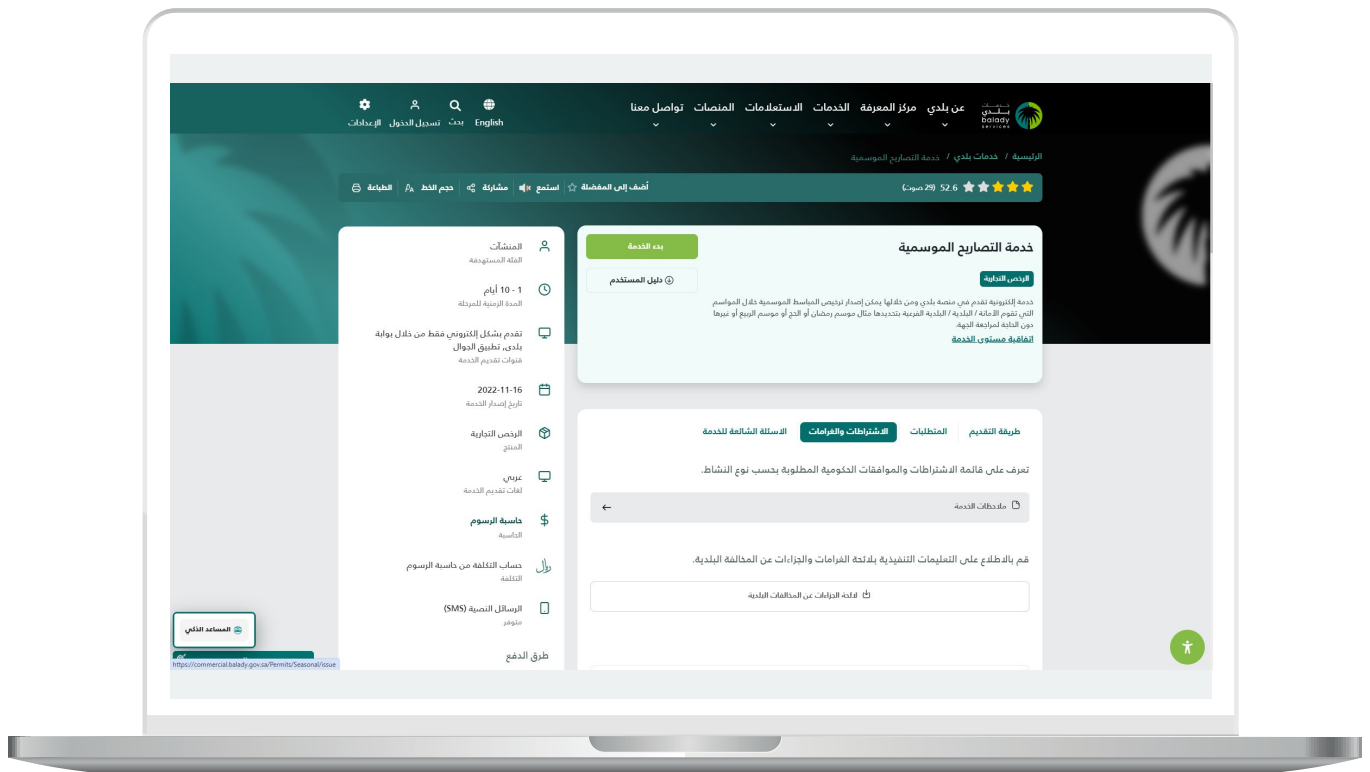 خدمات
بلدي
balady
services
عن بلدي
مركز المعرفة
الخدمات
الاستعلامات
المنصات
تواصل معنا
English
بحث
تسجيل الدخول
الإعدادات
الرئيسية / خدمات بلدي / خدمة التصاريح الموسمية
52.6 (29 صوت)
أضف إلى المفضلة
استمع
مشاركة
حجم الخط
الطباعة
خدمة التصاريح الموسمية
بدء الخدمة
الرخص التجارية
دليل المستخدم
خدمة إلكترونية تقدم في منصة بلدي ومن خلالها يمكن إصدار ترخيص المباسط الموسمية خلال المواسم
التي تقوم الأمانة / البلدية / البلدية الفرعية بتحديدها مثال موسم رمضان أو الحج أو موسم الربيع أو غيرها
دون الحاجة لمراجعة الجهة.
اتفاقية مستوى الخدمة
المنشآت
الفئة المستهدفة
1 - 10 أيام
المدة الزمنية للمرحلة
تقدم بشكل إلكتروني فقط من خلال بوابة
بلدي, تطبيق الجوال
قنوات تقديم الخدمة
2022-11-16
تاريخ إصدار الخدمة
الرخص التجارية
المنتج
عربي
لغات تقديم الخدمة
حاسبة الرسوم
الحاسبة
حساب التكلفة من حاسبة الرسوم
التكلفة
الرسائل النصية (SMS)
متوفر
طرق الدفع
طريقة التقديم
المتطلبات
الاشتراطات والغرامات
الاسئلة الشائعة للخدمة
تعرف على قائمة الاشتراطات والموافقات الحكومية المطلوبة بحسب نوع النشاط.
ملاحظات الخدمة
قم بالاطلاع على التعليمات التنفيذية بلائحة الغرامات والجزاءات عن المخالفة البلدية.
لائحة الجزاءات عن المخالفات البلدية
المساعد الذكي
https://commercial.balady.gov.sa/Permits/Seasonal/issue